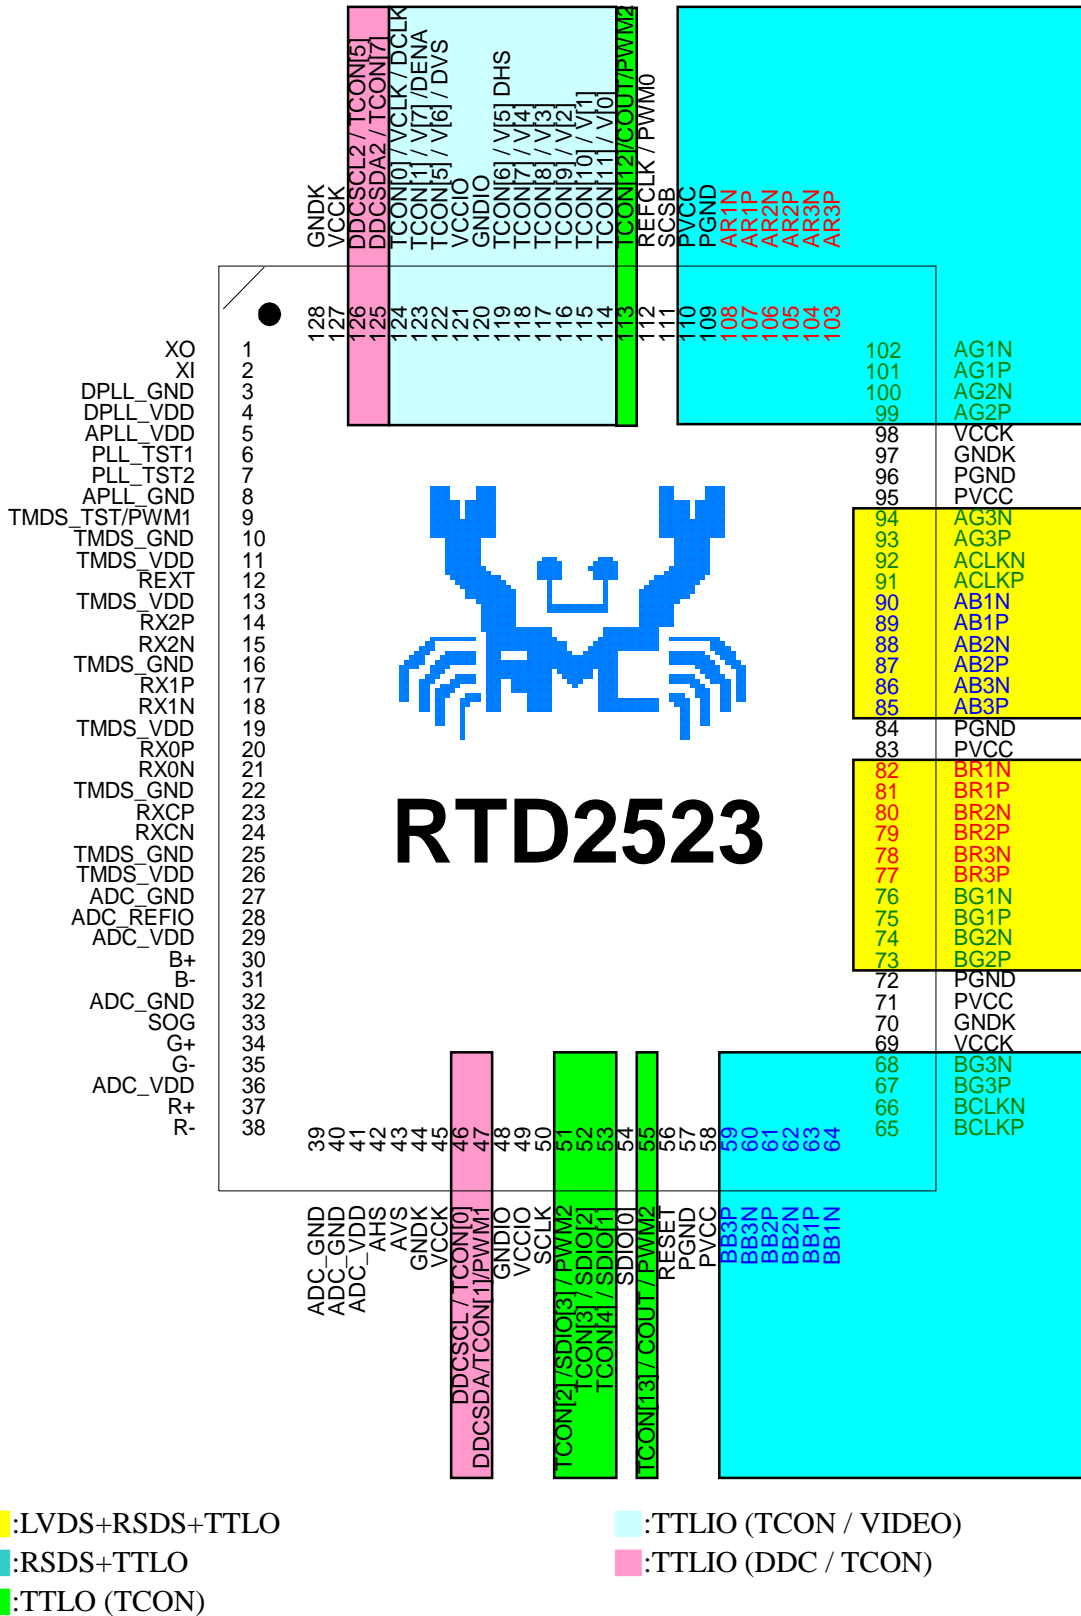 GNDK
VCCK
DDCSCL2 / TCON[5]
DDCSDA2 / TCON[7]
TCON[0] / VCLK / DCLK
TCON[1] / V[7] /DENA
TCON[5] / V[6] / DVS
VCCIO
GNDIO
TCON[6] / V[5] DHS
TCON[7] / V[4]
TCON[8] / V[3]
TCON[9] / V[2]
TCON[10] / V[1]
TCON[11] / V[0]
TCON[12]/COUT/PWM2
REFCLK / PWM0
SCSB
PVCC
PGND
AR1N
AR1P
AR2N
AR2P
AR3N
AR3P
128
127
126
125
124
123
122
121
120
119
118
117
116
115
114
113
112
111
110
109
108
107
106
105
104
103
XO 1
XI 2
DPLL_GND 3
DPLL_VDD 4
APLL_VDD 5
PLL_TST1 6
PLL_TST2 7
APLL_GND 8
TMDS_TST/PWM1 9
TMDS_GND 10
TMDS_VDD 11
REXT 12
TMDS_VDD 13
RX2P 14
RX2N 15
TMDS_GND 16
RX1P 17
RX1N 18
TMDS_VDD 19
RX0P 20
RX0N 21
TMDS_GND 22
RXCP 23
RXCN 24
TMDS_GND 25
TMDS_VDD 26
ADC_GND 27
ADC_REFIO 28
ADC_VDD 29
B+ 30
B- 31
ADC_GND 32
SOG 33
G+ 34
G- 35
ADC_VDD 36
R+ 37
R- 38
RTD2523
102 AG1N
101 AG1P
100 AG2N
99 AG2P
98 VCCK
97 GNDK
96 PGND
95 PVCC
94 AG3N
93 AG3P
92 ACLKN
91 ACLKP
90 AB1N
89 AB1P
88 AB2N
87 AB2P
86 AB3N
85 AB3P
84 PGND
83 PVCC
82 BR1N
81 BR1P
80 BR2N
79 BR2P
78 BR3N
77 BR3P
76 BG1N
75 BG1P
74 BG2N
73 BG2P
72 PGND
71 PVCC
70 GNDK
69 VCCK
68 BG3N
67 BG3P
66 BCLKN
65 BCLKP
39
40
41
42
43
44
45
46
47
48
49
50
51
52
53
54
55
56
57
58
59
60
61
62
63
64
ADC_GND
ADC_GND
ADC_VDD
AHS
AVS
GNDK
VCCK
DDCSCL / TCON[0]
DDCSDA/TCON[1]/PWM1
GNDIO
VCCIO
SCLK
TCON[2] /SDIO[3] / PWM2
TCON[3] / SDIO[2]
TCON[4] / SDIO[1]
SDIO[0]
TCON[13] / COUT / PWM2
RESET
PGND
PVCC
BB3P
BB3N
BB2P
BB2N
BB1P
BB1N
:LVDS+RSDS+TTLO
:RSDS+TTLO
:TTLO (TCON)
:TTLIO (TCON / VIDEO)
:TTLIO (DDC / TCON)